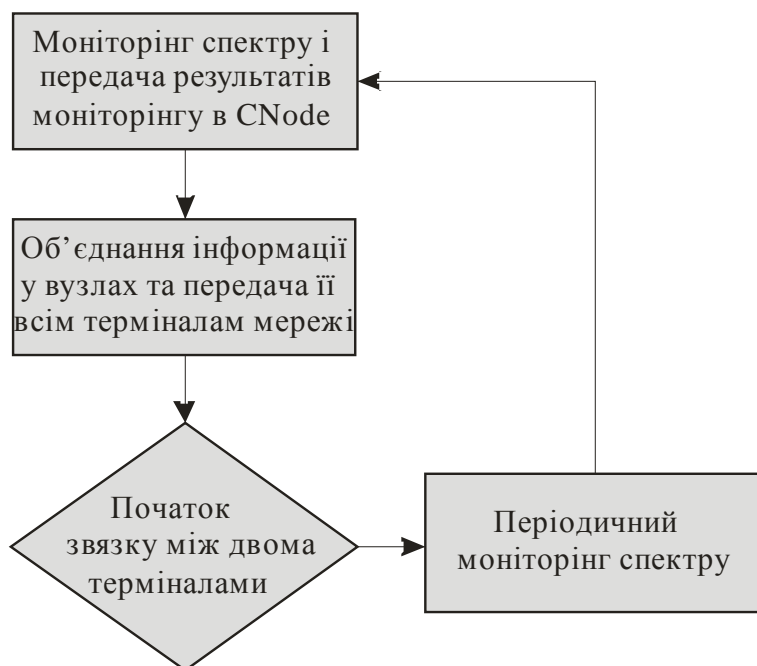 Моніторінг спектру і
передача результатів
моніторінгу в CNode
Об’єднання інформації
у вузлах та передача її
всім терміналам мережі
Початок
звязку між двома
терміналами
Періодичний
моніторінг спектру